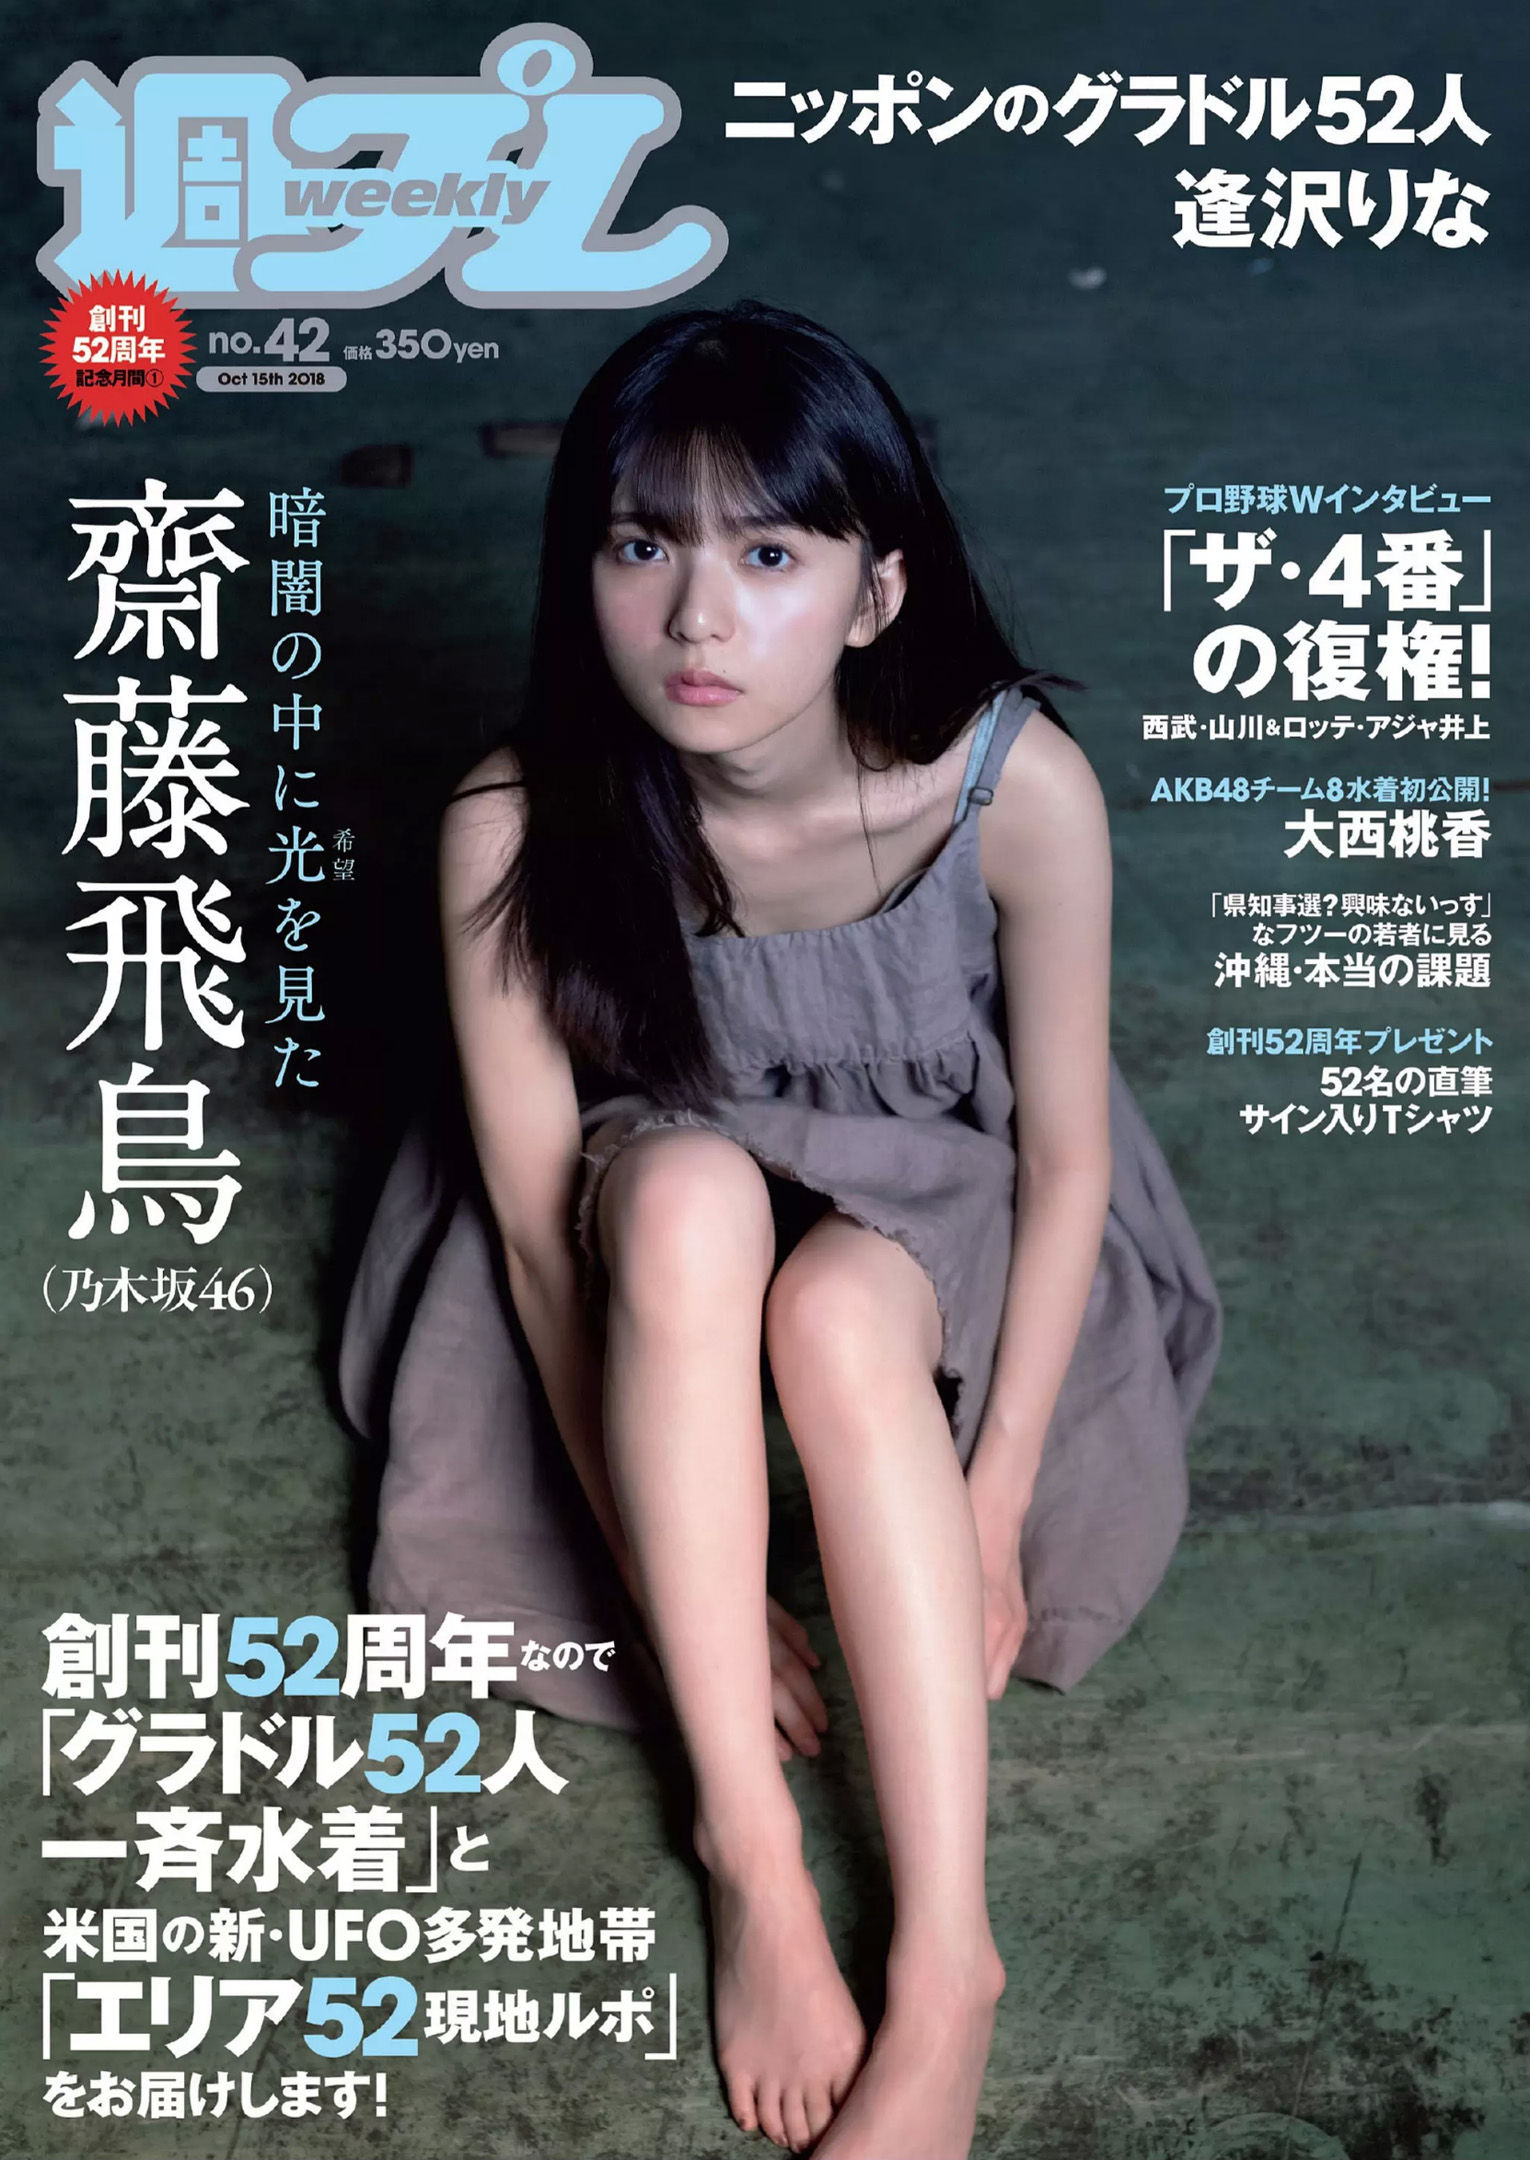 週プレ
weekly
ニッポンのグラドル52人
逢沢りな
創刊
52周年
記念月間①
no.42 価格350yen
Oct 15th 2018
暗闇の中に光を見た
希望
齋藤飛鳥
(乃木坂46)
プロ野球Wインタビュー
「ザ・4番」
の復権!
西武・山川&ロッテ・アジャ井上
AKB48チーム8水着初公開!
大西桃香
「県知事選?興味ないっす」
なフツーの若者に見る
沖縄・本当の課題
創刊52周年プレゼント
52名の直筆
サイン入りTシャツ
創刊52周年なので
「グラドル52人
一斉水着」と
米国の新・UFO多発地帯
「エリア52現地ルポ」
をお届けします!